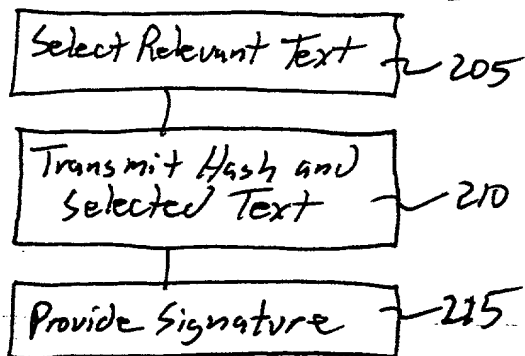 Select Relevant Text
205
Transmit Hash and
Selected Text
210
Provide Signature
215